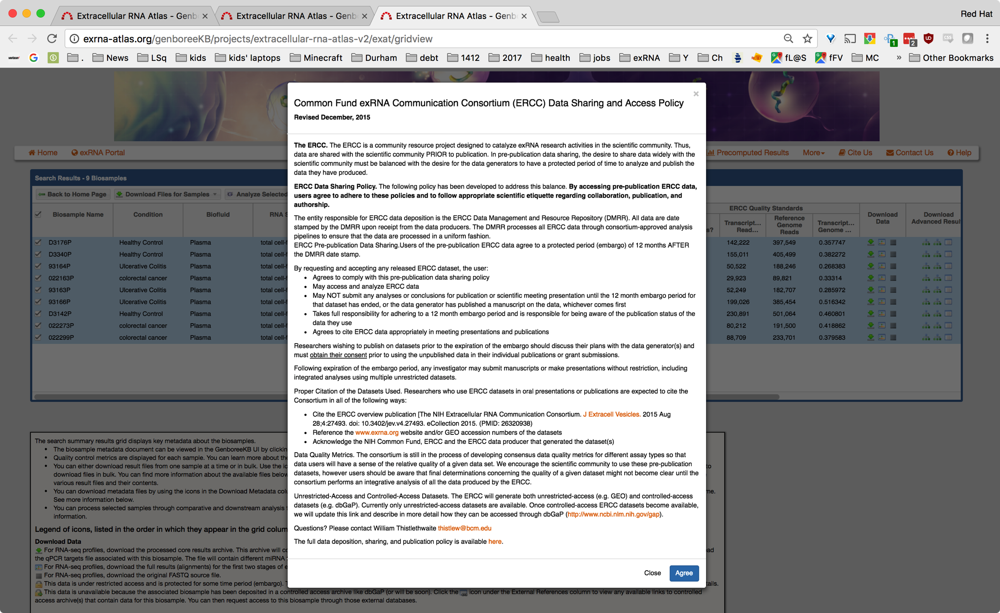 Extracellular RNA Atlas - Genb
Extracellular RNA Atlas - Genb
Extracellular RNA Atlas - Genb
Red Hat
exrna-atlas.org/genboreeKB/projects/extracellular-rna-atlas-v2/exat/gridview
1
2
.
News
LSq
kids
kids' laptops
Minecraft
Durham
debt
1412
2017
health
jobs
exRNA
Y
Ch
fL@S
fFV
MC
»
Other Bookmarks
Home
exRNA Portal
Precomputed Results
More
Cite Us
Contact Us
Help
Search Results - 9 Biosamples
Back to Home Page
Download Files for Samples
Analyze Selected
Biosample Name
Condition
Biofluid
RNA S
ERCC Quality Standards
s?
Transcript... Read...
Reference Genome Reads
Transcript... Genome ...
Download Data
Download Advanced Resul
D3176P Healthy Control Plasma total cell-f 142,222 397,549 0.357747
D3340P Healthy Control Plasma total cell-f 155,011 405,499 0.382272
93164P Ulcerative Colitis Plasma total cell-f 50,522 188,246 0.268383
022163P colorectal cancer Plasma total cell-f 29,923 89,821 0.33314
93163P Ulcerative Colitis Plasma total cell-f 52,249 182,707 0.285972
93166P Ulcerative Colitis Plasma total cell-f 199,026 385,454 0.516342
D3142P Healthy Control Plasma total cell-f 230,891 501,064 0.460801
022273P colorectal cancer Plasma total cell-f 80,212 191,500 0.418862
022299P colorectal cancer Plasma total cell-f 88,709 233,701 0.379583
Common Fund exRNA Communication Consortium (ERCC) Data Sharing and Access Policy
×
Revised December, 2015
The ERCC. The ERCC is a community resource project designed to catalyze exRNA research activities in the scientific community. Thus,
data are shared with the scientific community PRIOR to publication. In pre-publication data sharing, the desire to share data widely with the
scientific community must be balanced with the desire for the data generators to have a protected period of time to analyze and publish the
data they have produced.
ERCC Data Sharing Policy. The following policy has been developed to address this balance. By accessing pre-publication ERCC data,
users agree to adhere to these policies and to follow appropriate scientific etiquette regarding collaboration, publication, and
authorship.
The entity responsible for ERCC data deposition is the ERCC Data Management and Resource Repository (DMRR). All data are date
stamped by the DMRR upon receipt from the data producers. The DMRR processes all ERCC data through consortium-approved analysis
pipelines to ensure that the data are processed in a uniform fashion.
ERCC Pre-publication Data Sharing.Users of the pre-publication ERCC data agree to a protected period (embargo) of 12 months AFTER
the DMRR date stamp.
By requesting and accepting any released ERCC dataset, the user:
• Agrees to comply with this pre-publication data sharing policy
• May access and analyze ERCC data
• May NOT submit any analyses or conclusions for publication or scientific meeting presentation until the 12 month embargo period for
that dataset has ended, or the data generator has published a manuscript on the data, whichever comes first
• Takes full responsibility for adhering to a 12 month embargo period and is responsible for being aware of the publication status of the
data they use
• Agrees to cite ERCC data appropriately in meeting presentations and publications
Researchers wishing to publish on datasets prior to the expiration of the embargo should discuss their plans with the data generator(s) and
must obtain their consent prior to using the unpublished data in their individual publications or grant submissions.
Following expiration of the embargo period, any investigator may submit manuscripts or make presentations without restriction, including
integrated analyses using multiple unrestricted datasets.
Proper Citation of the Datasets Used. Researchers who use ERCC datasets in oral presentations or publications are expected to cite the
Consortium in all of the following ways:
• Cite the ERCC overview publication [The NIH Extracellular RNA Communication Consortium. J Extracell Vesicles. 2015 Aug
28;4:27493. doi: 10.3402/jev.v4.27493. eCollection 2015. (PMID: 26320938)
• Reference the www.exrna.org website and/or GEO accession numbers of the datasets
• Acknowledge the NIH Common Fund, ERCC and the ERCC data producer that generated the dataset(s)
Data Quality Metrics. The consortium is still in the process of developing consensus data quality metrics for different assay types so that
data users will have a sense of the relative quality of a given data set. We encourage the scientific community to use these pre-publication
datasets, however users should be aware that final determinations concerning the quality of a given dataset might not become clear until the
consortium performs an integrative analysis of all the data produced by the ERCC.
Unrestricted-Access and Controlled-Access Datasets. The ERCC will generate both unrestricted-access (e.g. GEO) and controlled-access
datasets (e.g. dbGaP). Currently only unrestricted-access datasets are available. Once controlled-access ERCC datasets become available,
we will update this link and describe in more detail how they can be accessed through dbGaP (http://www.ncbi.nlm.nih.gov/gap).
Questions? Please contact William Thistlethwaite thistlew@bcm.edu
The full data deposition, sharing, and publication policy is available here.
Close
Agree
The search summary results grid displays key metadata about the biosamples.
• The biosample metadata document can be viewed in the GenboreeKB UI by clickin
• Quality control metrics are displayed for each sample. You can learn more about the
• You can either download result files from one sample at a time or in bulk. Use the ic to
download files in bulk. You can find more information about the available files below
various result files and their contents.
• You can download metadata files by using the icons in the Download Metadata colu me.
See more information below.
• You can process selected samples through comparative and downstream analysis t
information.
Legend of icons, listed in the order in which they appear in the grid colum
Download Data
For RNA-seq profiles, download the processed core results archive. This archive will co ad
the qPCR targets file associated with this biosample. The file will contain different miRNA
For RNA-seq profiles, download the full results (alignments) for the first two stages of e
For RNA-seq profiles, download the original FASTQ source file.
This data is under restricted access and is protected for some time period (embargo). T tails.
This data is unavailable because the associated biosample has been deposited in a controlled access archive like dbGaP (or will be soon). Click the icon under the External References column to view any available links to controlled
access archive(s) that contain data for this biosample. You can then request access to this biosample through those external databases.